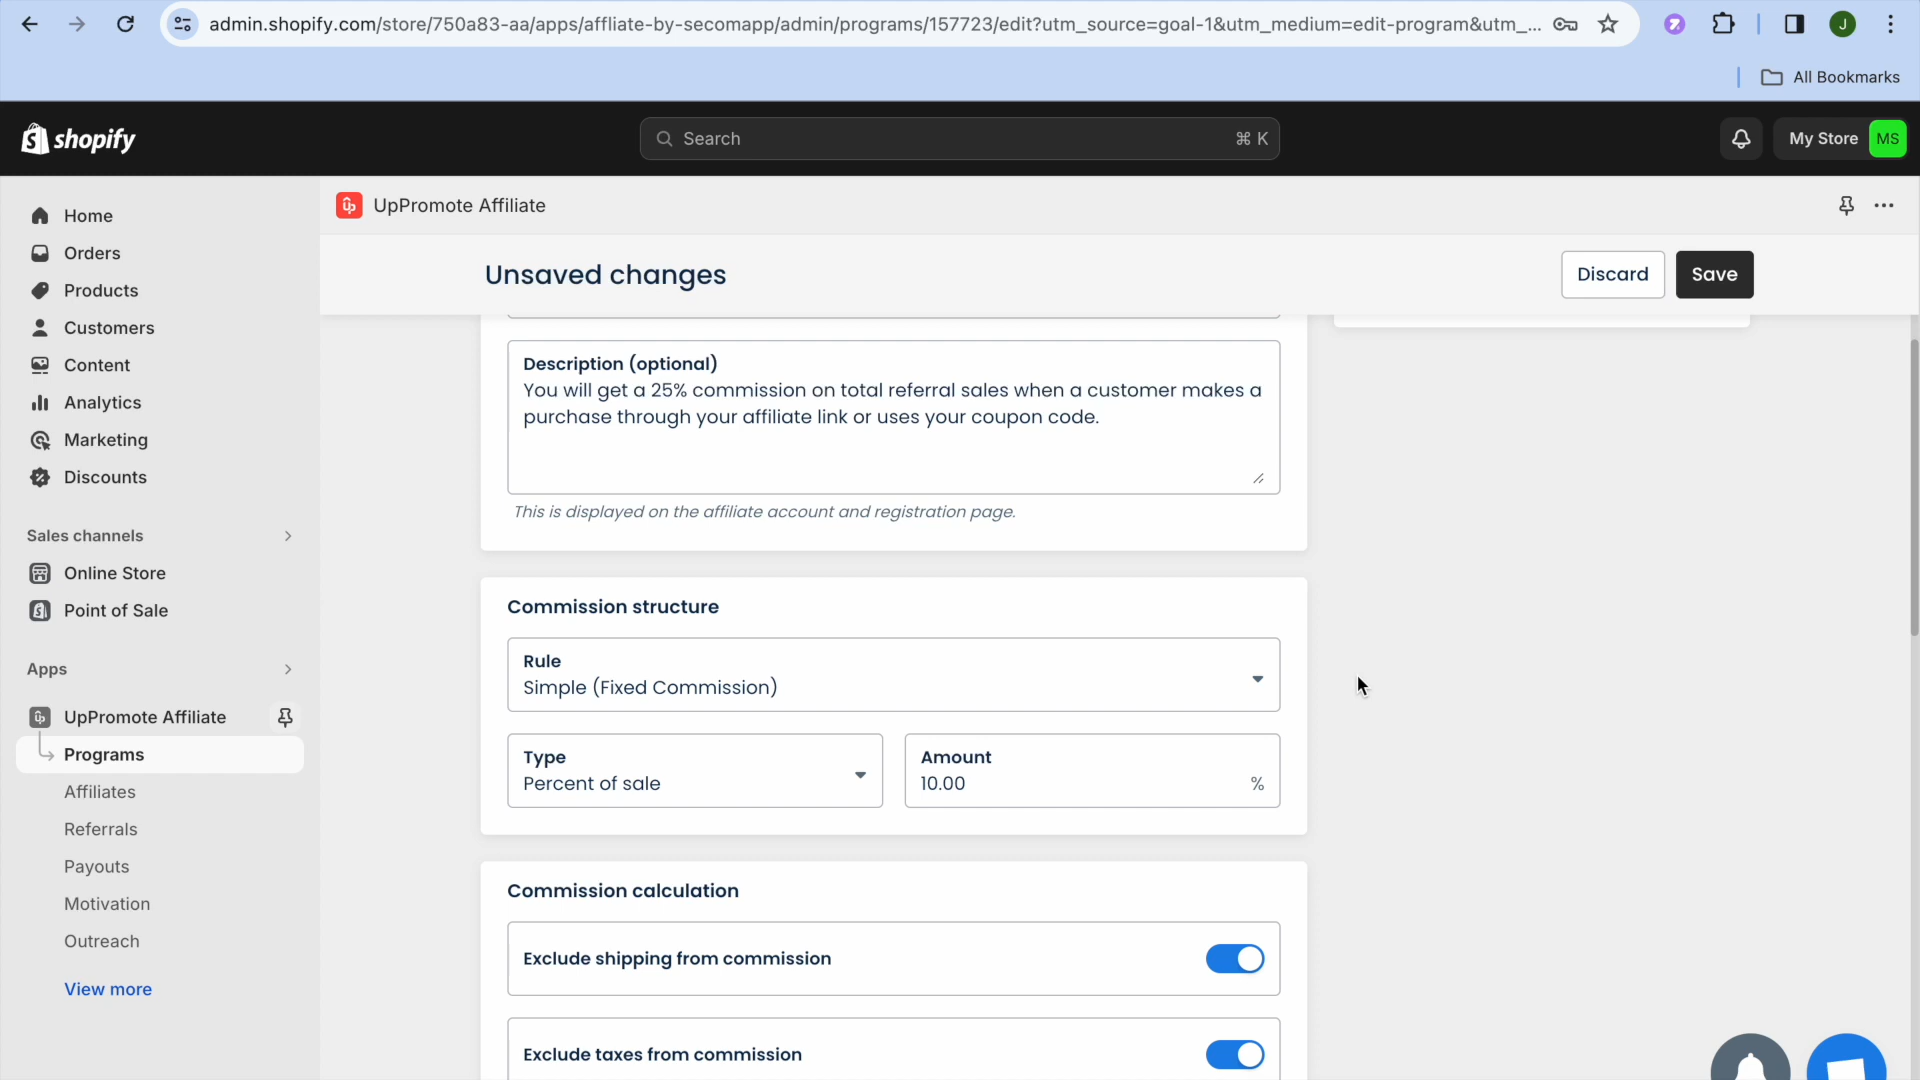 admin.shopify.com/store/750a83-aa/apps/affliate-by-secomapp/admin/programs/157723/edit?utm_source=goal-1&utm_medium=edit-program&utm_...
J
All Bookmarks
shopify
Search
⌘ K
My Store
MS
Home
Orders
Products
Customers
Content
Analytics
Marketing
Discounts
Sales channels
Online Store
Point of Sale
Apps
UpPromote Affiliate
Programs
Affiliates
Referrals
Payouts
Motivation
Outreach
View more
UpPromote Affiliate
Unsaved changes
Discard
Save
Description (optional)
You will get a 25% commission on total referral sales when a customer makes a
purchase through your affiliate link or uses your coupon code.
This is displayed on the affiliate account and registration page.
Commission structure
Rule
Simple (Fixed Commission)
Type
Percent of sale
Amount
10.00
%
Commission calculation
Exclude shipping from commission
Exclude taxes from commission